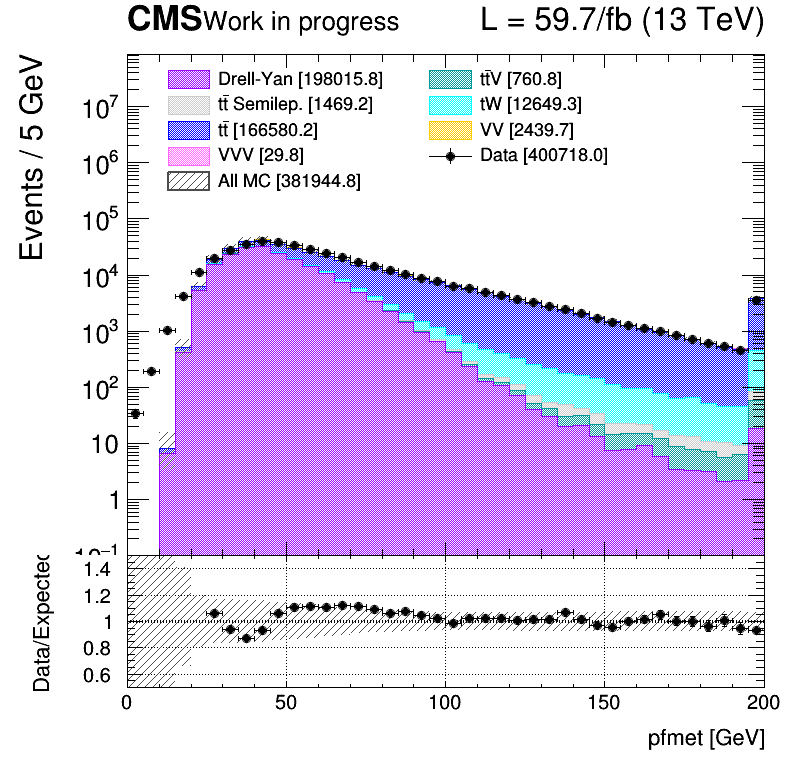 CMS Work in progress L = 59.7/fb (13 TeV)
Events / 5 GeV
Drell-Yan [198015.8]
tt̄V [760.8]
tt̄ Semilep. [1469.2]
tW [12649.3]
tt̄ [166580.2]
VV [2439.7]
VVV [29.8]
Data [400718.0]
All MC [381944.8]
10⁷
10⁶
10⁵
10⁴
10³
10²
10
1
10⁻¹
Data/Expected
1.4
1.2
1
0.8
0.6
0 50 100 150 200
pfmet [GeV]